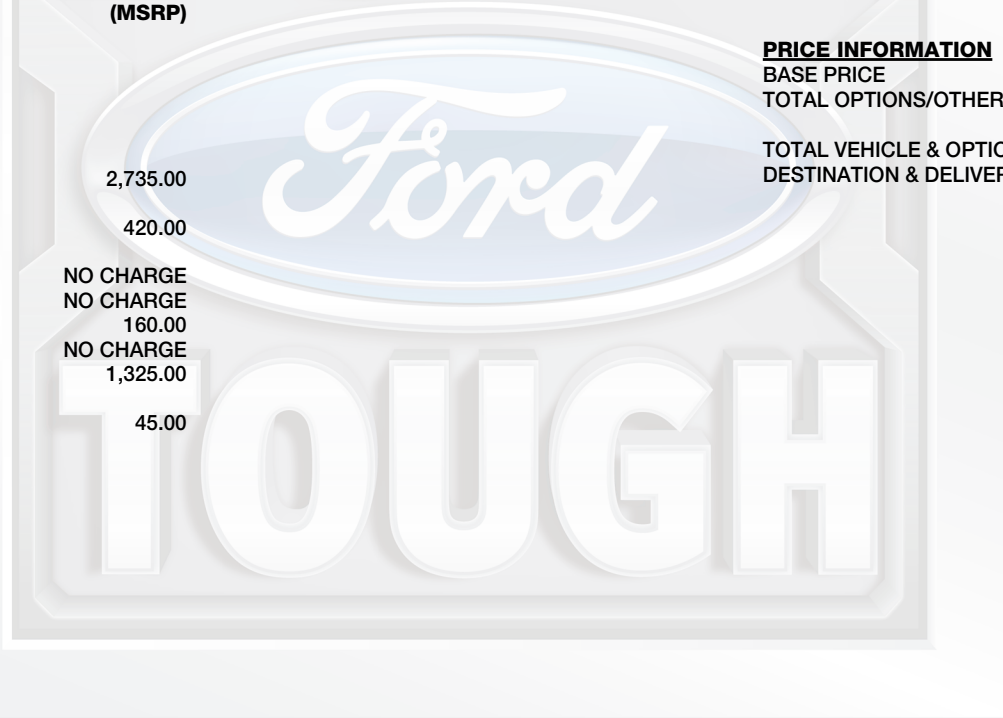 (MSRP)
2,735.00
420.00
NO CHARGE
NO CHARGE
160.00
NO CHARGE
1,325.00
45.00
PRICE INFORMATION
BASE PRICE
TOTAL OPTIONS/OTHER
TOTAL VEHICLE & OPTIO
DESTINATION & DELIVER
Ford
TOUGH